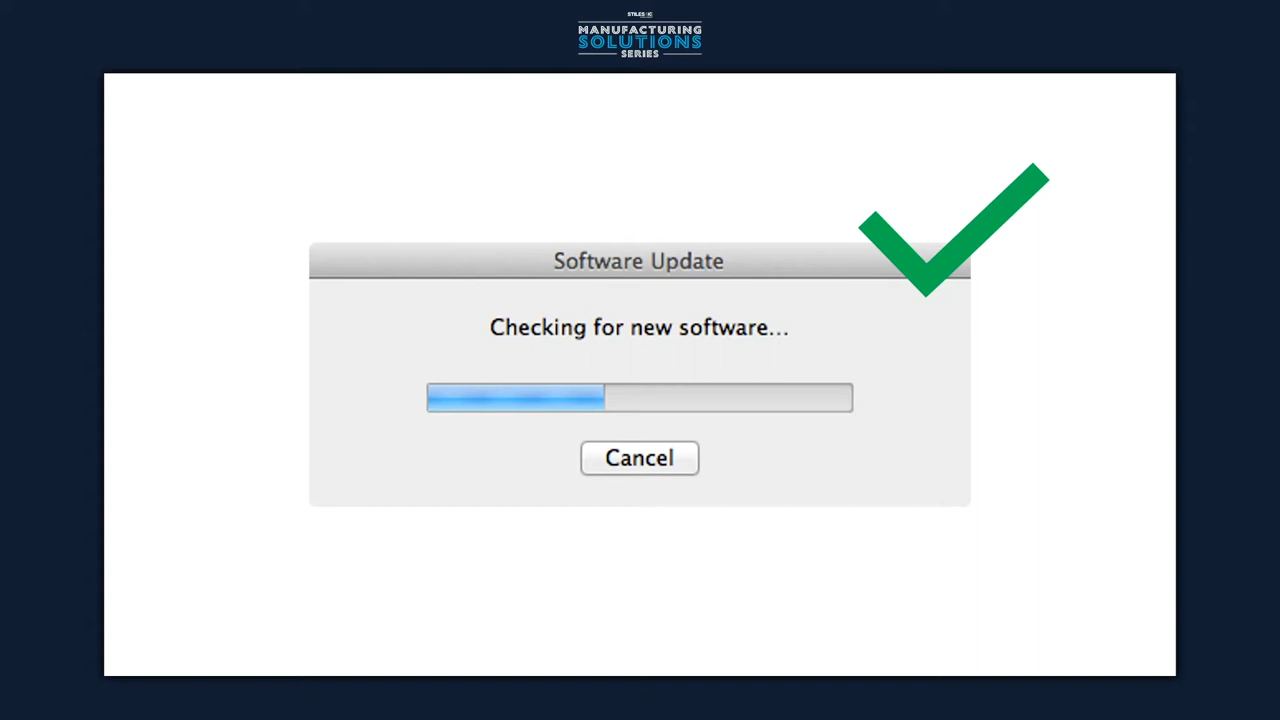 STILES
MANUFACTURING
SOLUTIONS
SERIES
Software Update
Checking for new software...
Cancel